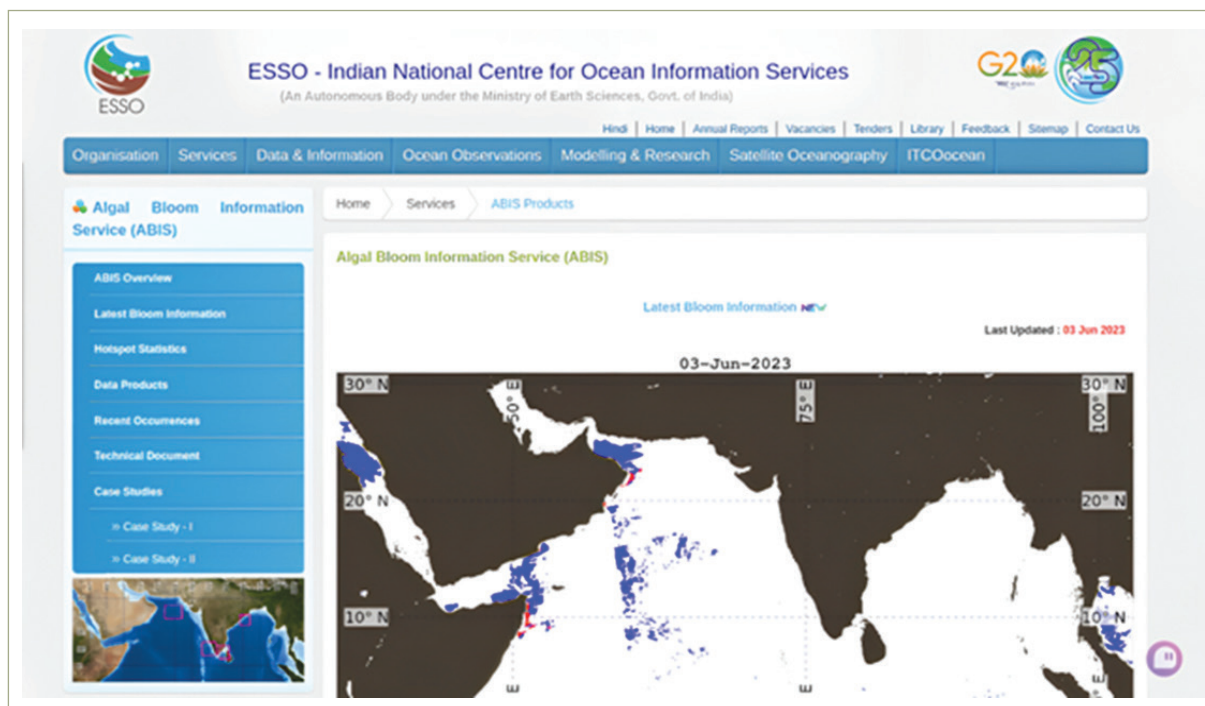 ESSO
ESSO - Indian National Centre for Ocean Information Services
(An Autonomous Body under the Ministry of Earth Sciences, Govt. of India)
G20
25
Hindi | Home | Annual Reports | Vacancies | Tenders | Library | Feedback | Sitemap | Contact Us
Organisation Services Data & Information Ocean Observations Modelling & Research Satellite Oceanography ITCOocean
Algal Bloom Information
Service (ABIS)
ABIS Overview
Latest Bloom Information
Hotspot Statistics
Data Products
Recent Occurrences
Technical Document
Case Studies
» Case Study - I
» Case Study - II
Home Services ABIS Products
Algal Bloom Information Service (ABIS)
Latest Bloom Information NEW
Last Updated : 03 Jun 2023
03-Jun-2023
30° N
50° E
75° E
30° N
100°
20° N
20° N
10° N
10° N
E
E